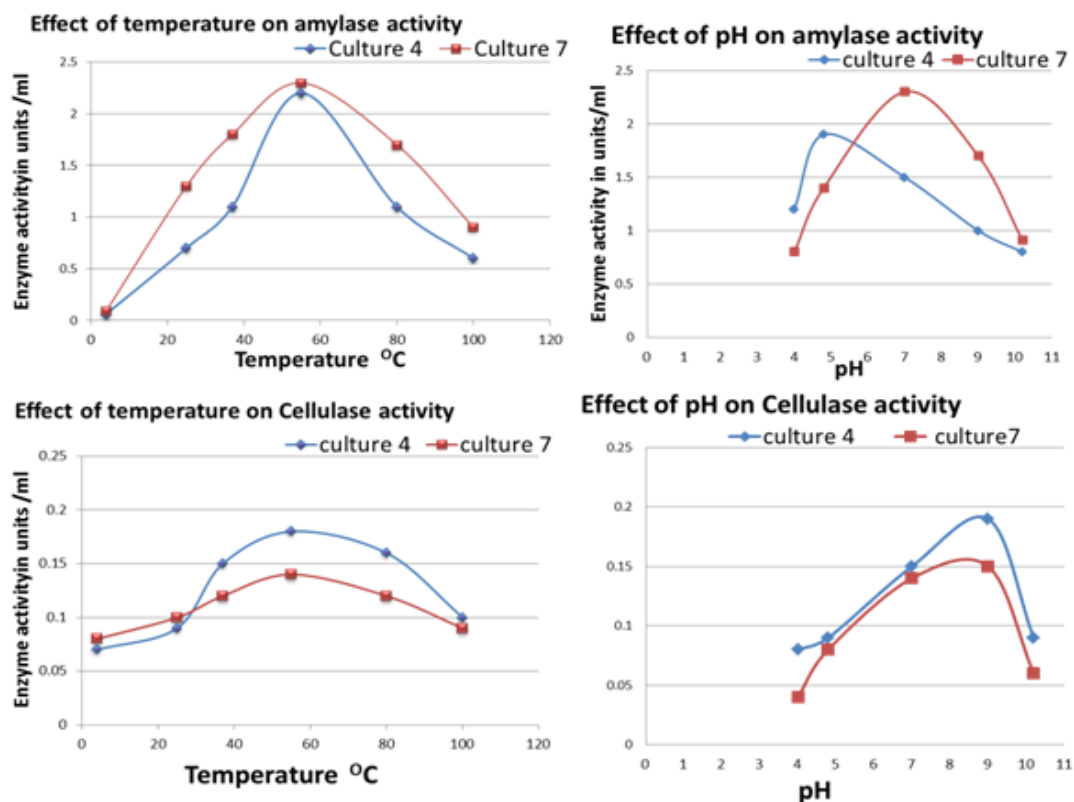 Effect of temperature on amylase activity
Culture 4 Culture 7
Enzyme activityin units /ml
2.5
2
1.5
1
0.5
0
0 20 40 60 80 100 120
Temperature ᴼC
Effect of pH on amylase activity
culture 4 culture 7
Enzyme activity in units/ml
2.5
2
1.5
1
0.5
0
0 1 2 3 4 5 6 7 8 9 10 11
pH
Effect of temperature on Cellulase activity
culture 4 culture 7
Enzyme activityin units /ml
0.25
0.2
0.15
0.1
0.05
0
0 20 40 60 80 100 120
Temperature ᴼC
Effect of pH on Cellulase activity
culture 4 culture7
0.25
0.2
0.15
0.1
0.05
0
0 1 2 3 4 5 6 7 8 9 10 11
pH